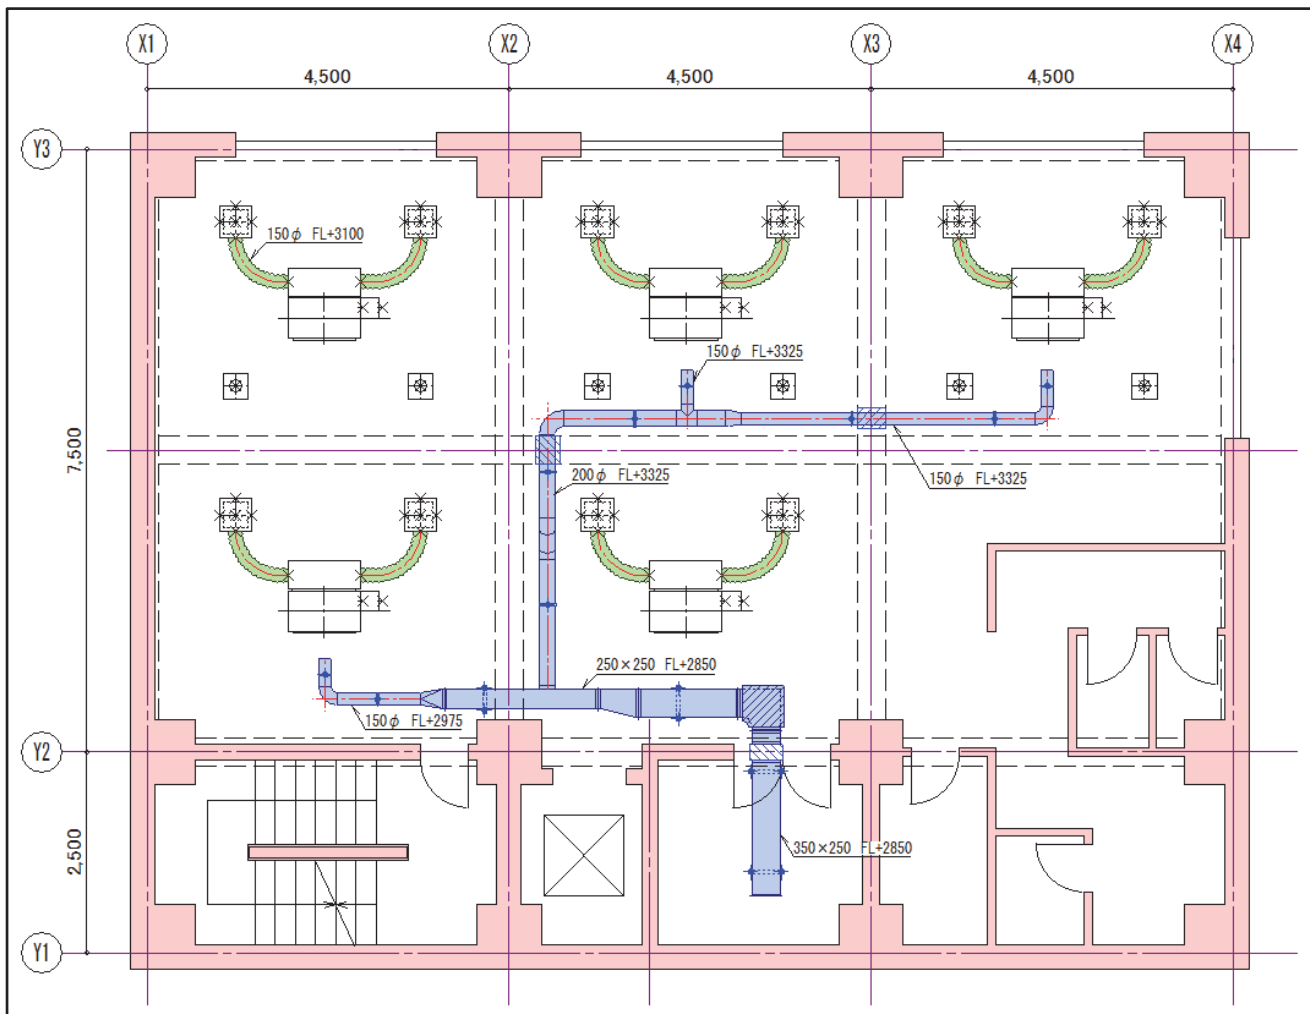 X1
X2
X3
X4
4,500
4,500
4,500
Y3
150φ FL+3100
150φ FL+3325
7,500
200φ FL+3325
150φ FL+3325
250×250 FL+2850
150φ FL+2975
Y2
350×250 FL+2850
2,500
Y1